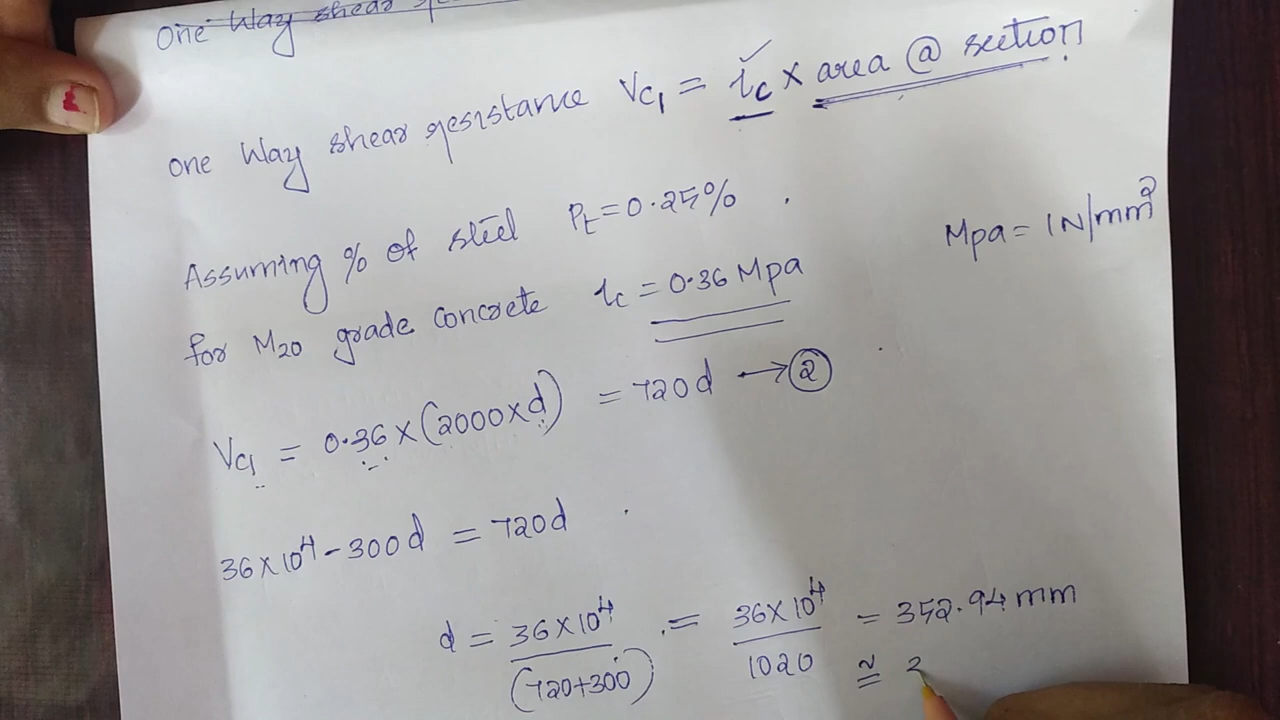 One Way shear
One Way shear resistance Vc1 = τc × area @ section
Assuming % of steel Pt = 0.25%
Mpa = 1N/mm²
for M20 grade concrete τc = 0.36 Mpa
Vc1 = 0.36 × (2000×d) = 720d → ②
36×10⁴ - 300d = 720d
d = 36×10⁴/(720+300) = 36×10⁴/1020 = 352.94 mm
≅